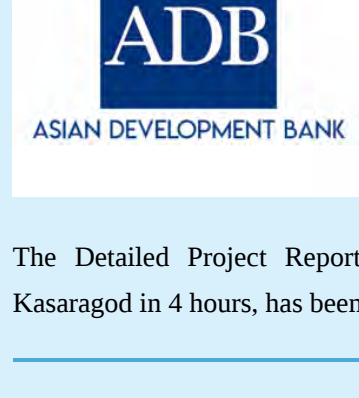 ADB
ASIAN DEVELOPMENT BANK
The Detailed Project Report
Kasaragod in 4 hours, has been